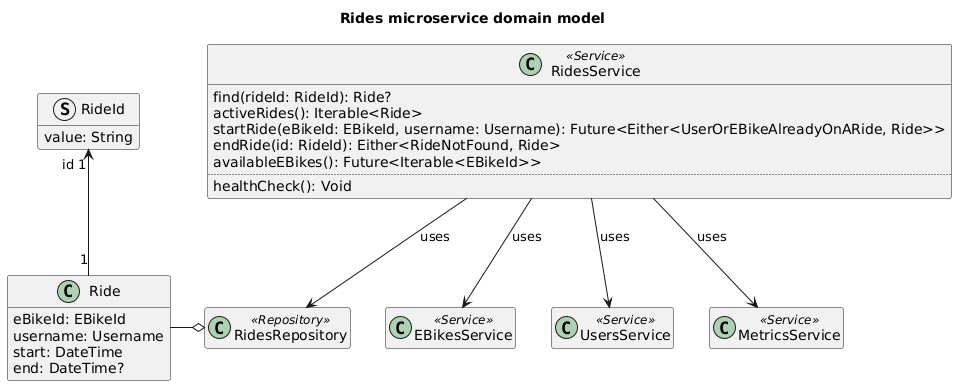 Rides microservice domain model
«Service»
C RidesService
find(rideId: RideId): Ride?
activeRides(): Iterable<Ride>
startRide(eBikeId: EBikeId, username: Username): Future<Either<UserOrEBikeAlreadyOnARide, Ride>>
endRide(id: RideId): Either<RideNotFound, Ride>
availableEBikes(): Future<Iterable<EBikeId>>
healthCheck(): Void
S RideId
value: String
id 1
1
uses
uses
uses
uses
C Ride
eBikeId: EBikeId
username: Username
start: DateTime
end: DateTime?
«Repository»
C RidesRepository
«Service»
C EBikesService
«Service»
C UsersService
«Service»
C MetricsService